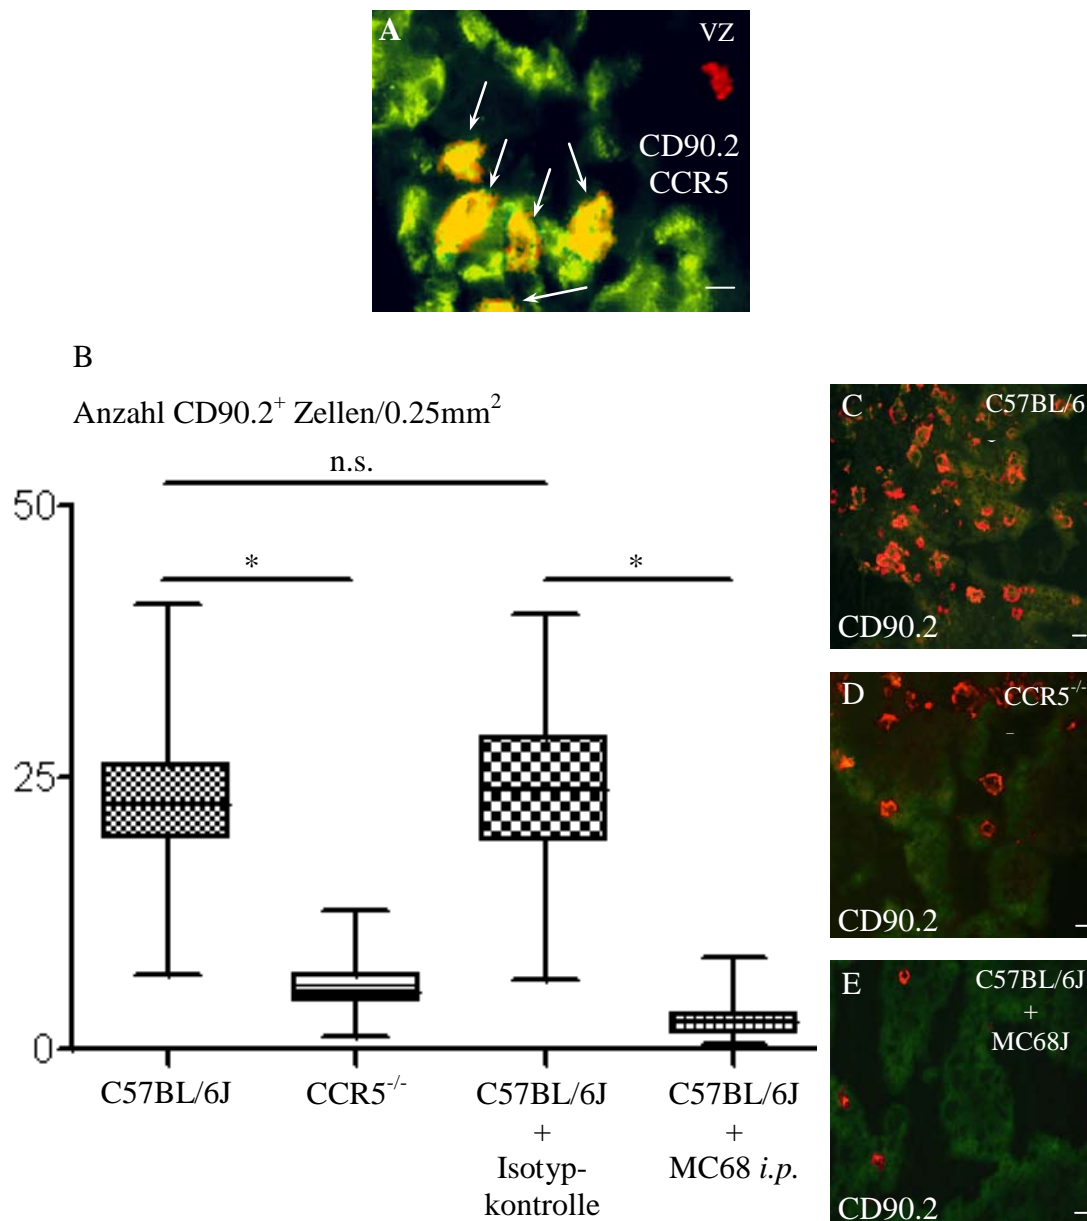 A
VZ
CD90.2
CCR5
B
Anzahl CD90.2⁺ Zellen/0.25mm²
n.s.
*
*
50
25
0
C57BL/6J
CCR5⁻/⁻
C57BL/6J
+
Isotyp-
kontrolle
C57BL/6J
+
MC68 i.p.
C
C57BL/6
CD90.2
D
CCR5⁻/⁻
CD90.2
E
C57BL/6J
+
MC68J
CD90.2